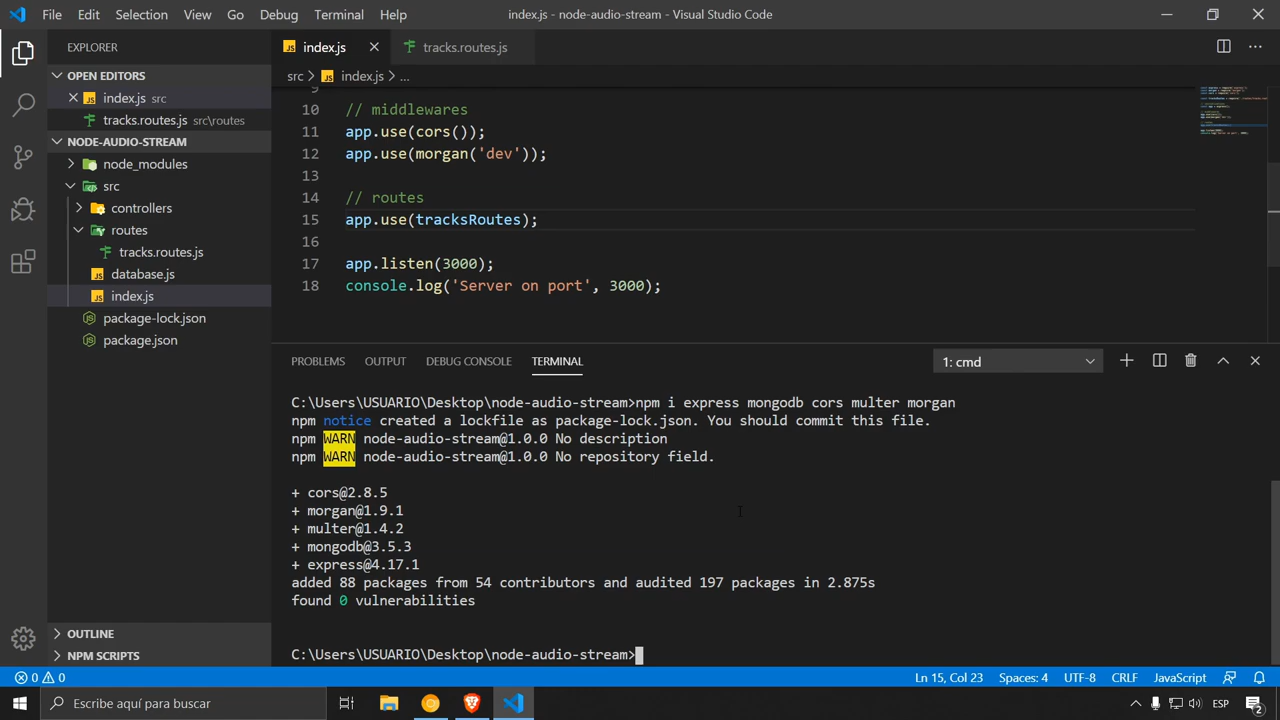 File Edit Selection View Go Debug Terminal Help
index.js - node-audio-stream - Visual Studio Code
EXPLORER
OPEN EDITORS
index.js src
tracks.routes.js src\routes
NODE-AUDIO-STREAM
node_modules
src
controllers
routes
tracks.routes.js
database.js
index.js
package-lock.json
package.json
OUTLINE
NPM SCRIPTS
index.js
tracks.routes.js
src > index.js > ...
9
10 // middlewares
11 app.use(cors());
12 app.use(morgan('dev'));
13
14 // routes
15 app.use(tracksRoutes);
16
17 app.listen(3000);
18 console.log('Server on port', 3000);
PROBLEMS OUTPUT DEBUG CONSOLE TERMINAL
1: cmd
C:\Users\USUARIO\Desktop\node-audio-stream>npm i express mongodb cors multer morgan
npm notice created a lockfile as package-lock.json. You should commit this file.
npm WARN node-audio-stream@1.0.0 No description
npm WARN node-audio-stream@1.0.0 No repository field.
+ cors@2.8.5
+ morgan@1.9.1
+ multer@1.4.2
+ mongodb@3.5.3
+ express@4.17.1
added 88 packages from 54 contributors and audited 197 packages in 2.875s
found 0 vulnerabilities
C:\Users\USUARIO\Desktop\node-audio-stream>
0 0
Ln 15, Col 23 Spaces: 4 UTF-8 CRLF JavaScript
Escribe aquí para buscar
ESP
2